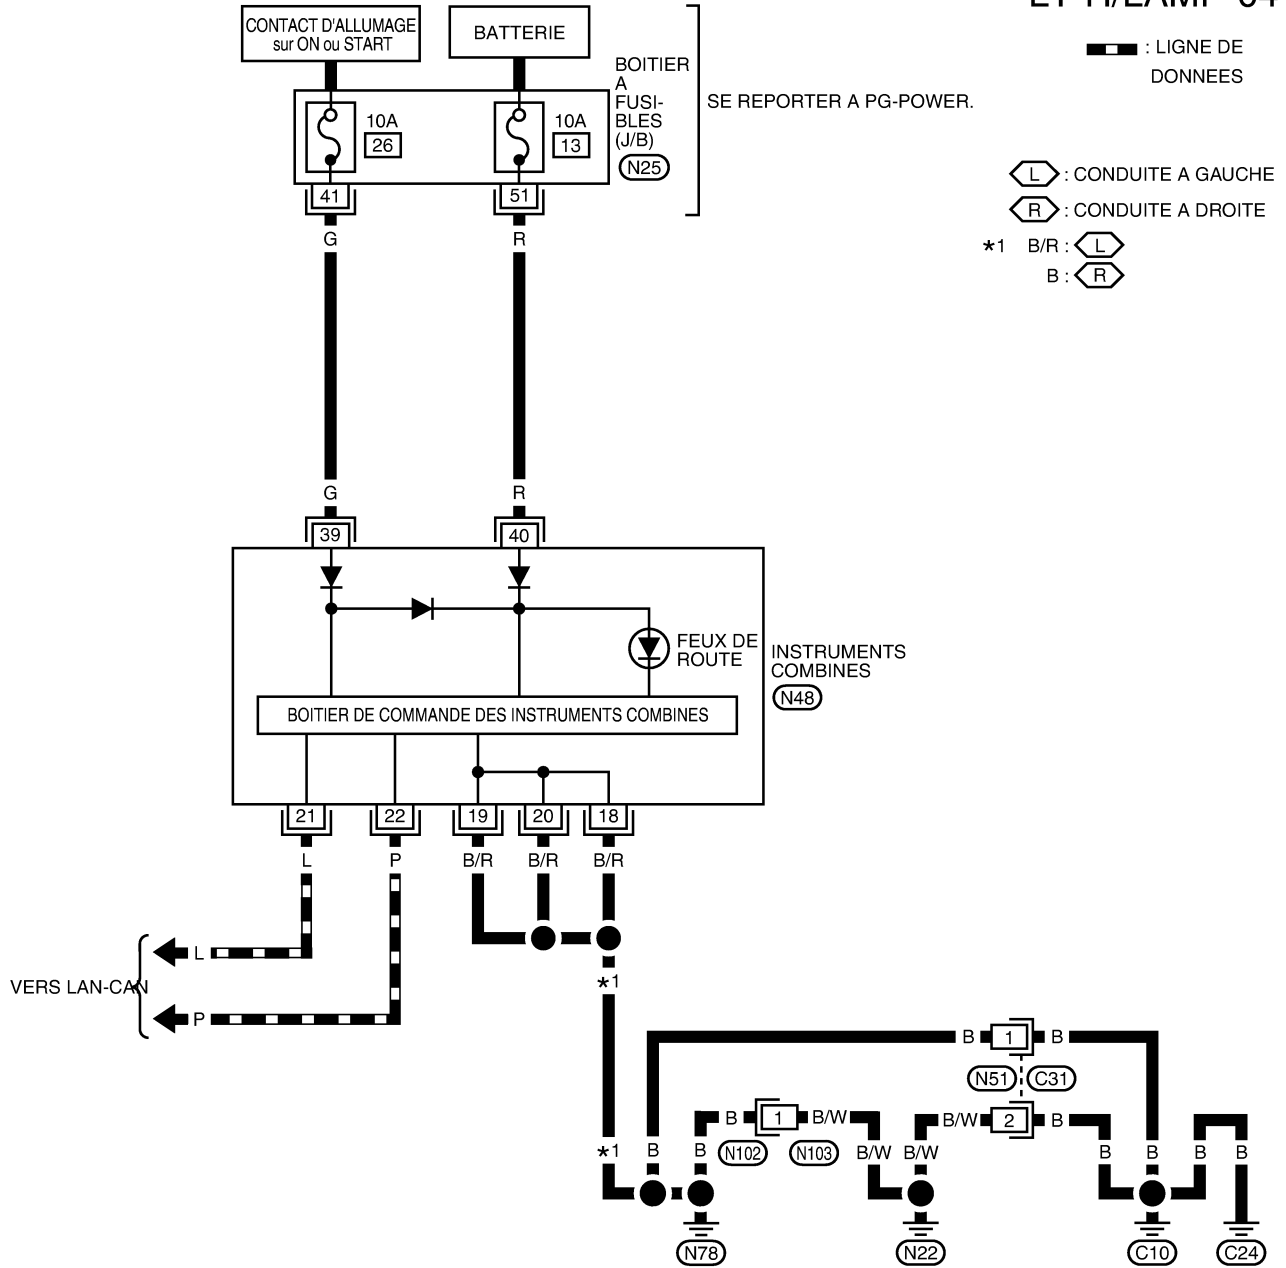 CONTACT D'ALLUMAGE
sur ON ou START
BATTERIE
: LIGNE DE
DONNEES
BOITIER
A
FUSI-
BLES
(J/B)
N25
10A
26
10A
13
SE REPORTER A PG-POWER.
L : CONDUITE A GAUCHE
R : CONDUITE A DROITE
*1 B/R : L
B : R
41
51
G
R
G
R
39
40
FEUX DE
ROUTE
INSTRUMENTS
COMBINES
N48
BOITIER DE COMMANDE DES INSTRUMENTS COMBINES
21
22
19
20
18
L
P
B/R
B/R
B/R
L
VERS LAN-CAN
P
*1
B
1
B
N51
C31
B
1
B/W
B/W
2
B
N102
N103
*1
B
B
B/W
B/W
B
B
B
B
N78
N22
C10
C24